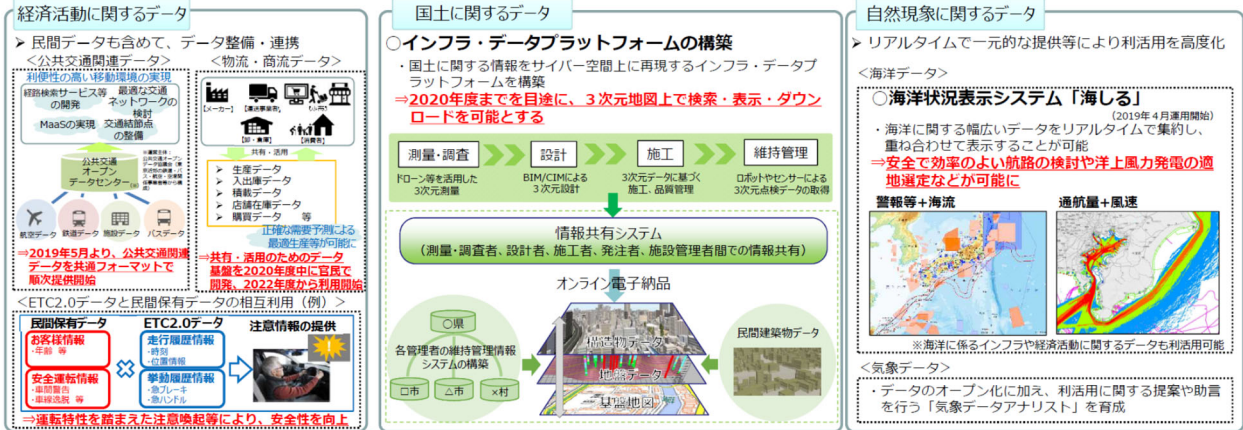 経済活動に関するデータ
➤ 民間データも含めて、データ整備・連携
<公共交通関連データ>
利便性の高い移動環境の実現
経路検索サービス等
の開発
最適な交通
ネットワークの
検討
MaaSの実現
交通結節点
の整備
公共交通
オープン
データセンター
航空データ
鉄道データ
施設データ
バスデータ
⇒2019年5月より、公共交通関連
データを共通フォーマットで
順次提供開始
<物流・商流データ>
【メーカー】
【運送事業者】
【小売】
【卸・倉庫】
【消費者】
共有・活用
➤ 生産データ
➤ 入出庫データ
➤ 積載データ
➤ 店舗在庫データ
➤ 購買データ 等
正確な需要予測による
最適生産等が可能に
⇒共有・活用のためのデータ
基盤を2020年度中に官民で
開発、2022年度から利用開始
<ETC2.0データと民間保有データの相互利用（例）>
民間保有データ
お客様情報
・年齢 等
安全運転情報
・車間警告
・車線逸脱 等
ETC2.0データ
走行履歴情報
・時刻
・位置情報
挙動履歴情報
・急ブレーキ
・急ハンドル
注意情報の提供
⇒運転特性を踏まえた注意喚起等により、安全性を向上
国土に関するデータ
○インフラ・データプラットフォームの構築
・国土に関する情報をサイバー空間上に再現するインフラ・データプ
ラットフォームを構築
⇒2020年度までを目途に、３次元地図上で検索・表示・ダウン
ロードを可能とする
測量・調査
設計
施工
維持管理
ドローン等を活用した
3次元測量
BIM/CIMによる
３次元設計
3次元データに基づく
施工、品質管理
ロボットやセンサーによる
3次元点検データの取得
情報共有システム
（測量・調査者、設計者、施工者、発注者、施設管理者間での情報共有）
オンライン電子納品
○県
各管理者の維持管理情報
システムの構築
□市
△市
×村
構造物データ
地盤データ
基盤地図
民間建築物データ
自然現象に関するデータ
➤ リアルタイムで一元的な提供等により利活用を高度化
<海洋データ>
○海洋状況表示システム「海しる」
（2019年４月運用開始）
・海洋に関する幅広いデータをリアルタイムで集約し、
重ね合わせて表示することが可能
⇒安全で効率のよい航路の検討や洋上風力発電の適
地選定などが可能に
警報等+海流
通航量+風速
※海洋に係るインフラや経済活動に関するデータも利活用可能
<気象データ>
・データのオープン化に加え、利活用に関する提案や助言
を行う「気象データアナリスト」を育成